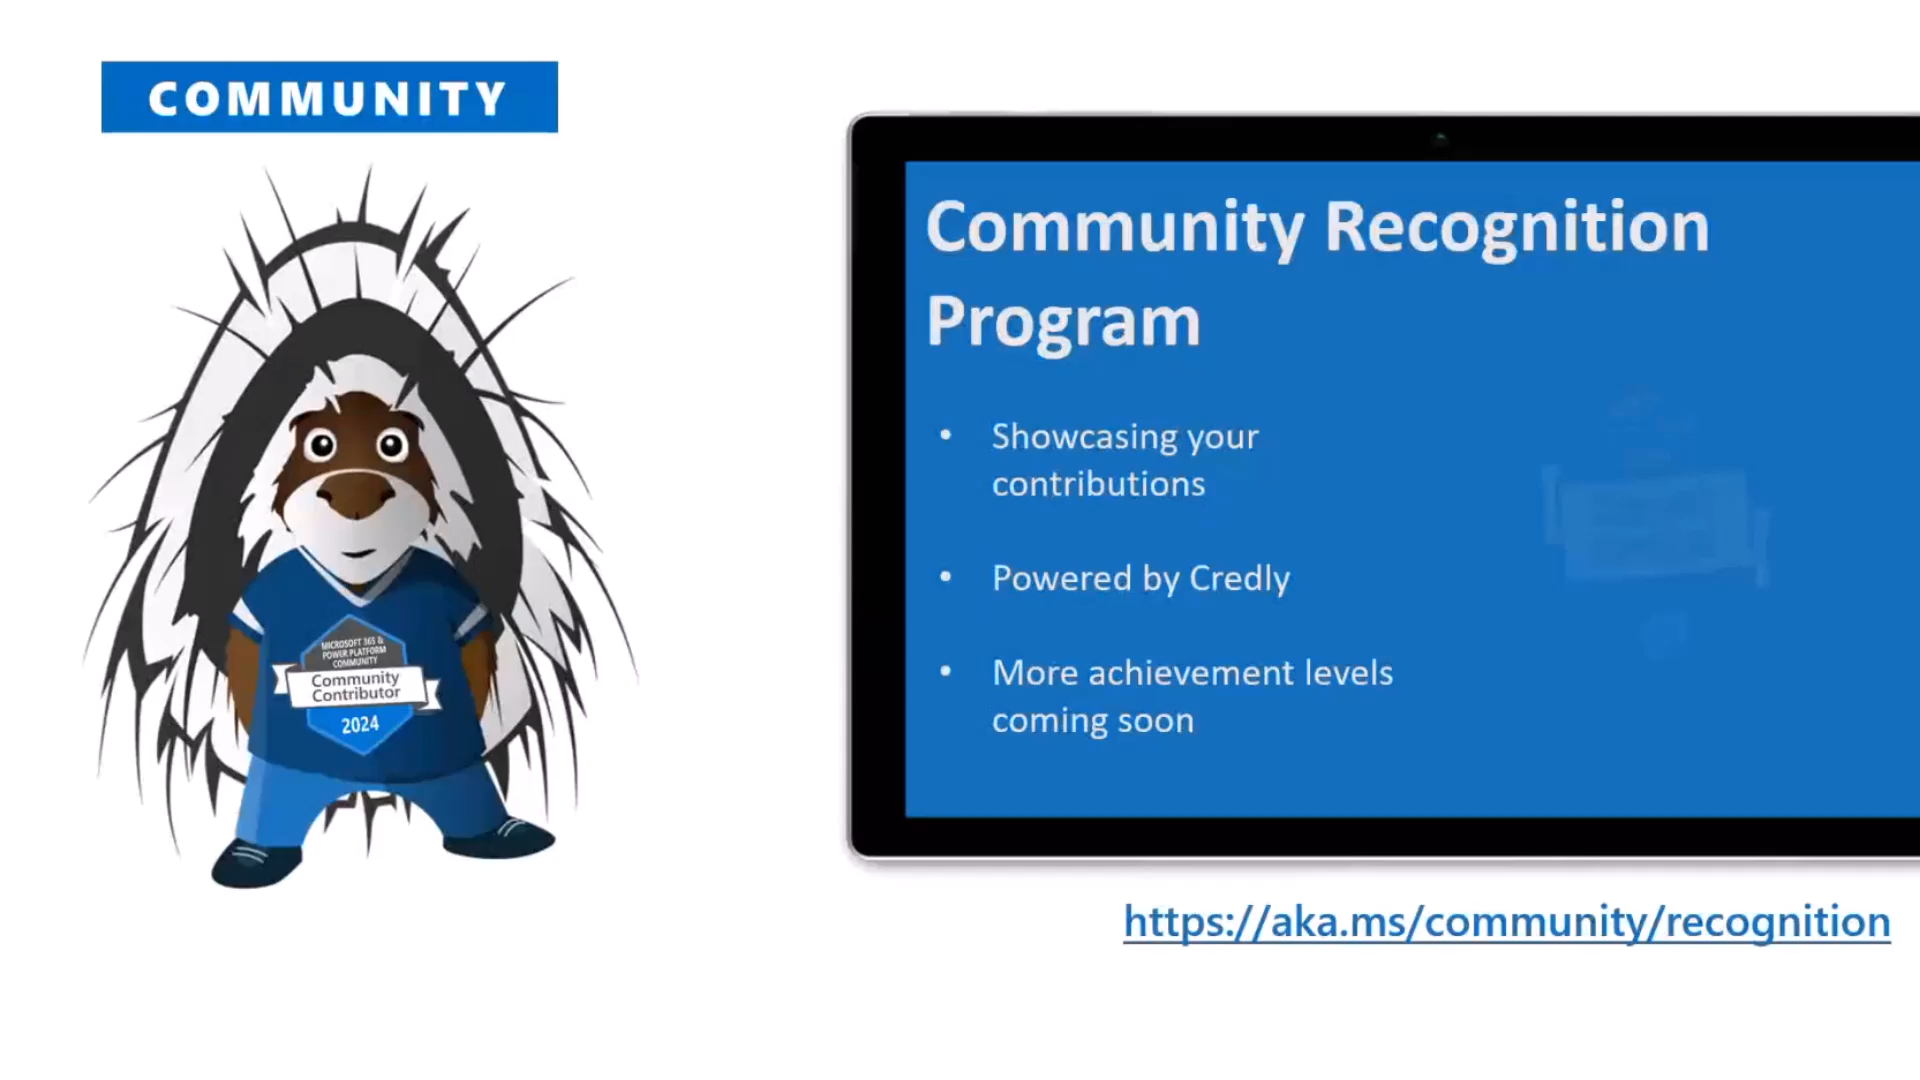 COMMUNITY
MICROSOFT 365 &
POWER PLATFORM
COMMUNITY
Community
Contributor
2024
Community Recognition
Program
• Showcasing your
contributions
• Powered by Credly
• More achievement levels
coming soon
https://aka.ms/community/recognition